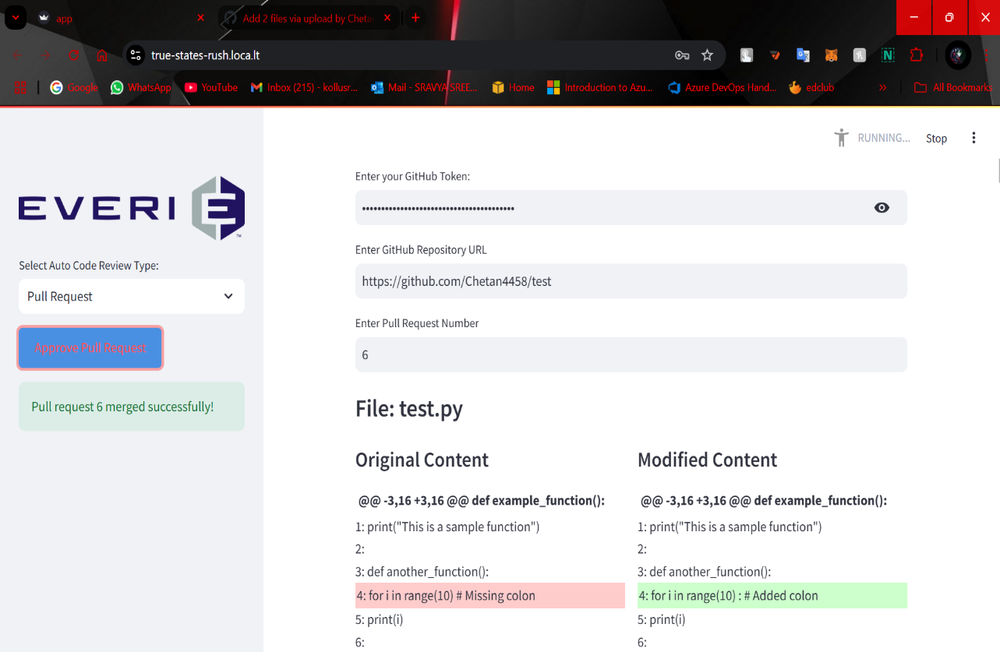 app
Add 2 files via upload by Cheta
true-states-rush.loca.lt
Google
WhatsApp
YouTube
Inbox (215) - kollusr...
Mail - SRAVYA SREE...
Home
Introduction to Azu...
Azure DevOps Hand...
edclub
»
All Bookmarks
RUNNING...
Stop
EVERI
™
Select Auto Code Review Type:
Pull Request
Approve Pull Request
Pull request 6 merged successfully!
Enter your GitHub Token:
••••••••••••••••••••••••••••••••••••••••
Enter GitHub Repository URL
https://github.com/Chetan4458/test
Enter Pull Request Number
6
File: test.py
Original Content
@@ -3,16 +3,16 @@ def example_function():
1: print("This is a sample function")
2:
3: def another_function():
4: for i in range(10) # Missing colon
5: print(i)
6:
Modified Content
@@ -3,16 +3,16 @@ def example_function():
1: print("This is a sample function")
2:
3: def another_function():
4: for i in range(10) : # Added colon
5: print(i)
6: